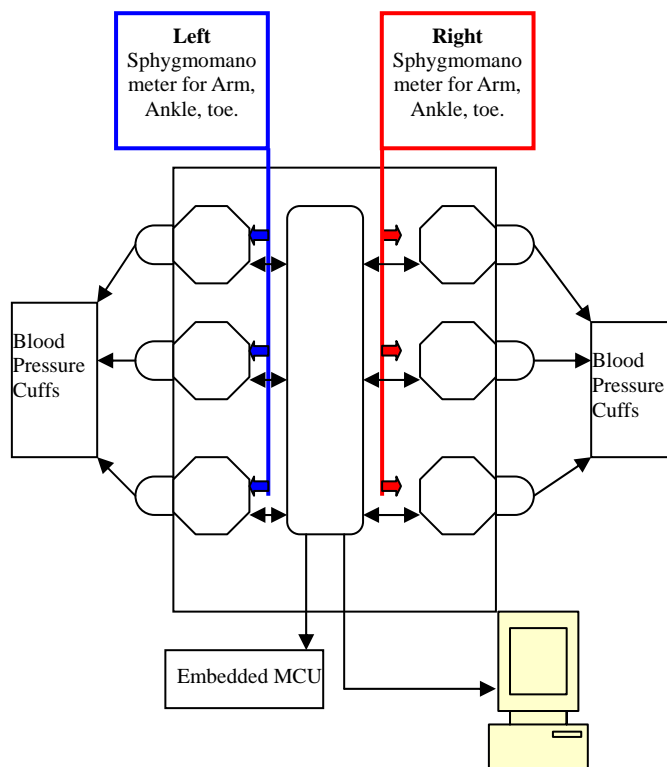 Left
Sphygmomano
meter for Arm,
Ankle, toe.
Right
Sphygmomano
meter for Arm,
Ankle, toe.
Blood
Pressure
Cuffs
Blood
Pressure
Cuffs
Embedded MCU